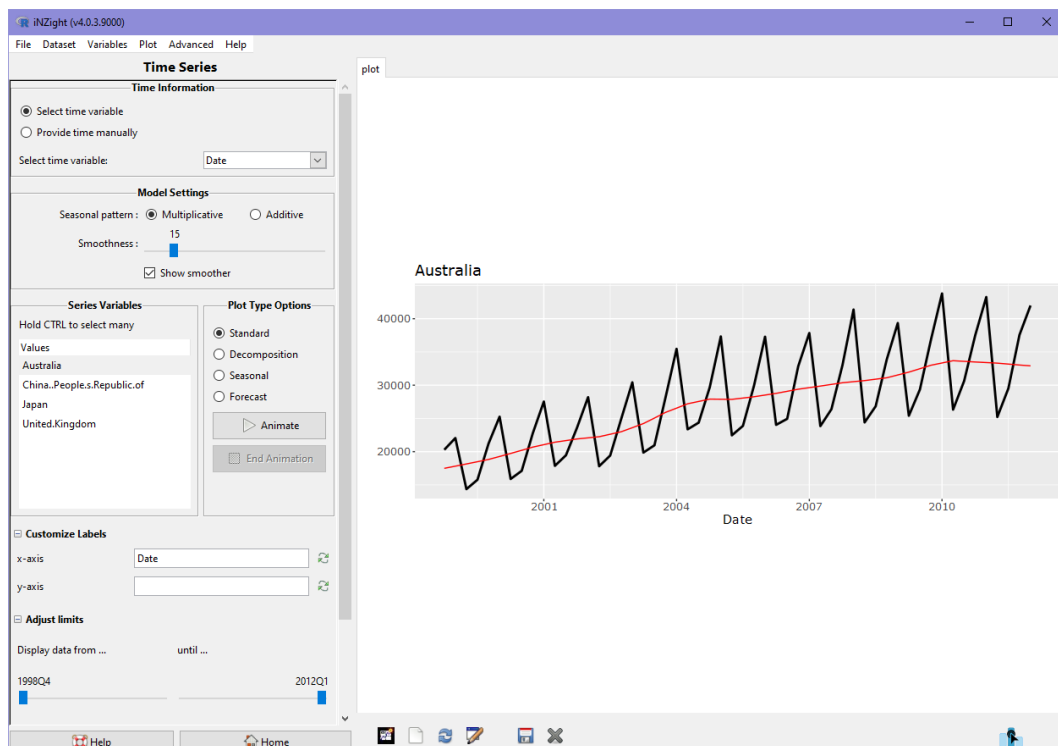 iNZight (v4.0.3.9000)
File Dataset Variables Plot Advanced Help
Time Series
Time Information
Select time variable
Provide time manually
Select time variable: Date
Model Settings
Seasonal pattern : Multiplicative Additive
15
Smoothness :
Show smoother
Series Variables
Hold CTRL to select many
Values
Australia
China..People.s.Republic.of
Japan
United.Kingdom
Plot Type Options
Standard
Decomposition
Seasonal
Forecast
Animate
End Animation
Customize Labels
x-axis Date
y-axis
Adjust limits
Display data from ... until ...
1998Q4 2012Q1
Help Home
plot
Australia
40000
30000
20000
2001 2004 2007 2010
Date